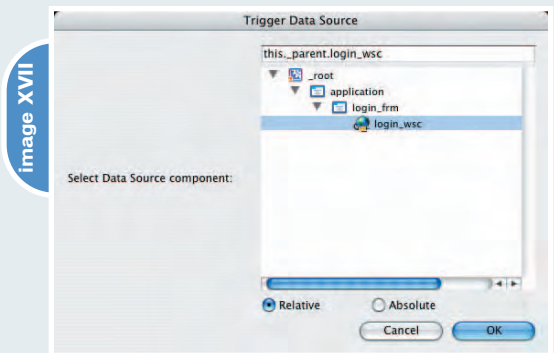 Trigger Data Source
image XVII
this._parent.login_wsc
_root
application
login_frm
login_wsc
Select Data Source component:
Relative
Absolute
Cancel
OK